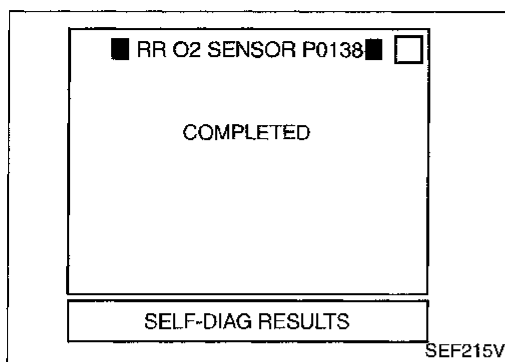 RR O2 SENSOR P0138
COMPLETED
SELF-DIAG RESULTS
SEF215V